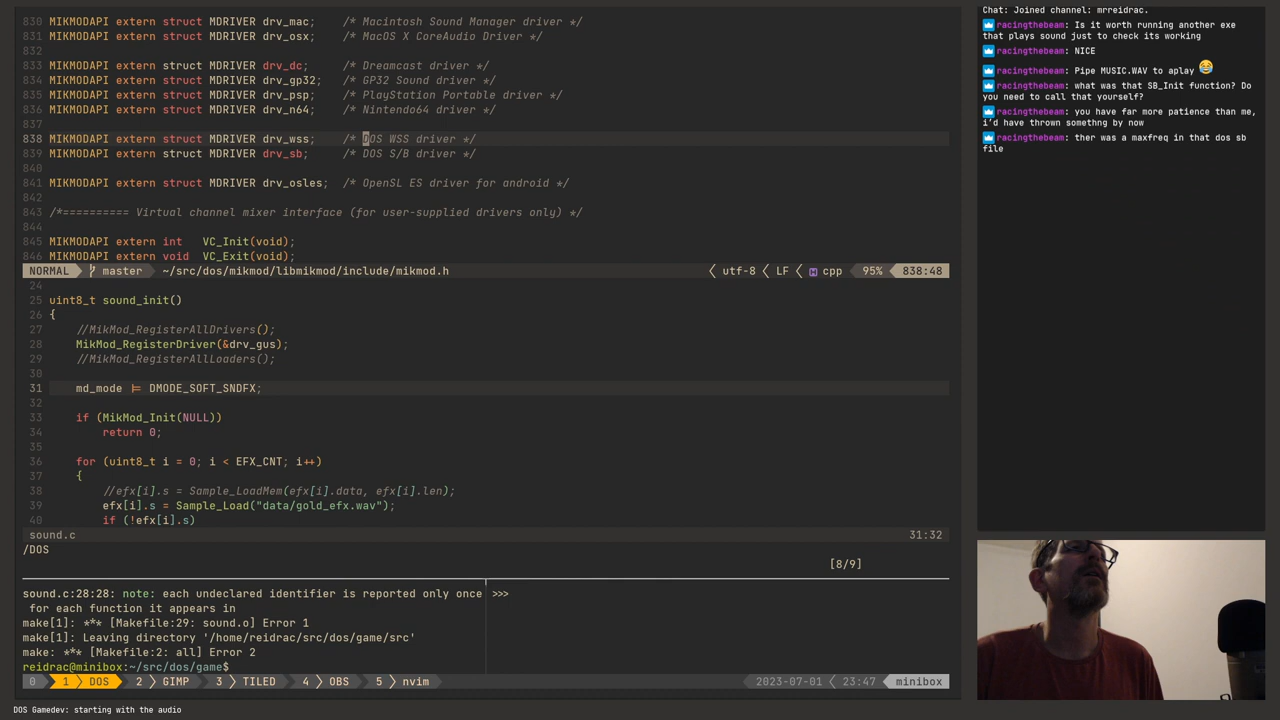 830 MIKMODAPI extern struct MDRIVER drv_mac;    /* Macintosh Sound Manager driver */
831 MIKMODAPI extern struct MDRIVER drv_osx;    /* MacOS X CoreAudio Driver */
832
833 MIKMODAPI extern struct MDRIVER drv_dc;     /* Dreamcast driver */
834 MIKMODAPI extern struct MDRIVER drv_gp32;   /* GP32 Sound driver */
835 MIKMODAPI extern struct MDRIVER drv_psp;    /* PlayStation Portable driver */
836 MIKMODAPI extern struct MDRIVER drv_n64;    /* Nintendo64 driver */
837
838 MIKMODAPI extern struct MDRIVER drv_wss;    /* DOS WSS driver */
839 MIKMODAPI extern struct MDRIVER drv_sb;     /* DOS S/B driver */
840
841 MIKMODAPI extern struct MDRIVER drv_osles;  /* OpenSL ES driver for android */
842
843 /*========== Virtual channel mixer interface (for user-supplied drivers only) */
844
845 MIKMODAPI extern int   VC_Init(void);
846 MIKMODAPI extern void  VC_Exit(void);
NORMAL master ~/src/dos/mikmod/libmikmod/include/mikmod.h utf-8 LF cpp 95% 838:48
24
25 uint8_t sound_init()
26 {
27     //MikMod_RegisterAllDrivers();
28     MikMod_RegisterDriver(&drv_gus);
29     //MikMod_RegisterAllLoaders();
30
31     md_mode |= DMODE_SOFT_SNDFX;
32
33     if (MikMod_Init(NULL))
34         return 0;
35
36     for (uint8_t i = 0; i < EFX_CNT; i++)
37     {
38         //efx[i].s = Sample_LoadMem(efx[i].data, efx[i].len);
39         efx[i].s = Sample_Load("data/gold_efx.wav");
40         if (!efx[i].s)
sound.c 31:32
/DOS
[8/9]
sound.c:28:28: note: each undeclared identifier is reported only once
for each function it appears in
make[1]: *** [Makefile:29: sound.o] Error 1
make[1]: Leaving directory '/home/reidrac/src/dos/game/src'
make: *** [Makefile:2: all] Error 2
reidrac@minibox:~/src/dos/game$
>>>
0 1 DOS 2 GIMP 3 TILED 4 OBS 5 nvim 2023-07-01 23:47 minibox
DOS Gamedev: starting with the audio
Chat: Joined channel: mrreidrac.
racingthebeam: Is it worth running another exe
that plays sound just to check its working
racingthebeam: NICE
racingthebeam: Pipe MUSIC.WAV to aplay 😂
racingthebeam: what was that SB_Init function? Do
you need to call that yourself?
racingthebeam: you have far more patience than me,
i'd have thrown somethng by now
racingthebeam: ther was a maxfreq in that dos sb
file